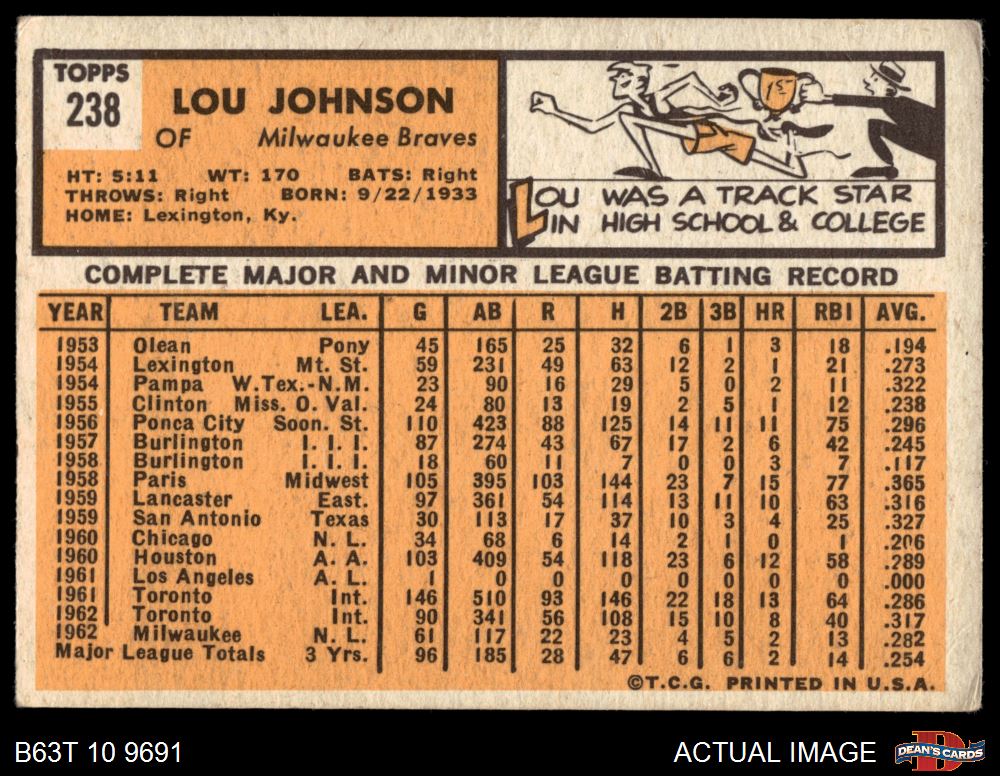 TOPPS
238
LOU JOHNSON
OF Milwaukee Braves
HT: 5:11 WT: 170 BATS: Right
THROWS: Right BORN: 9/22/1933
HOME: Lexington, Ky.
1ST
LOU WAS A TRACK STAR
IN HIGH SCHOOL & COLLEGE
COMPLETE MAJOR AND MINOR LEAGUE BATTING RECORD
YEAR TEAM LEA. G AB R H 2B 3B HR RBI AVG.
1953 Olean Pony 45 165 25 32 6 1 3 18 .194
1954 Lexington Mt. St. 59 231 49 63 12 2 1 21 .273
1954 Pampa W.Tex.-N.M. 23 90 16 29 5 0 2 11 .322
1955 Clinton Miss. O. Val. 24 80 13 19 2 5 1 12 .238
1956 Ponca City Soon. St. 110 423 88 125 14 11 11 75 .296
1957 Burlington I. I. I. 87 274 43 67 17 2 6 42 .245
1958 Burlington I. I. I. 18 60 11 7 0 0 3 7 .117
1958 Paris Midwest 105 395 103 144 23 7 15 77 .365
1959 Lancaster East. 97 361 54 114 13 11 10 63 .316
1959 San Antonio Texas 30 113 17 37 10 3 4 25 .327
1960 Chicago N. L. 34 68 6 14 2 1 0 1 .206
1960 Houston A. A. 103 409 54 118 23 6 12 58 .289
1961 Los Angeles A. L. 1 0 0 0 0 0 0 0 .000
1961 Toronto Int. 146 510 93 146 22 18 13 64 .286
1962 Toronto Int. 90 341 56 108 15 10 8 40 .317
1962 Milwaukee N. L. 61 117 22 23 4 5 2 13 .282
Major League Totals 3 Yrs. 96 185 28 47 6 6 2 14 .254
©T.C.G. PRINTED IN U.S.A.
B63T 10 9691
ACTUAL IMAGE
DEAN'S CARDS